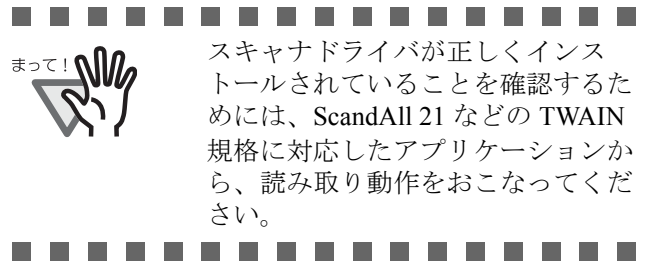 まって!
スキャナドライバが正しくインス
トールされていることを確認するた
めには、ScandAll 21 などの TWAIN
規格に対応したアプリケーションか
ら、読み取り動作をおこなってくだ
さい。